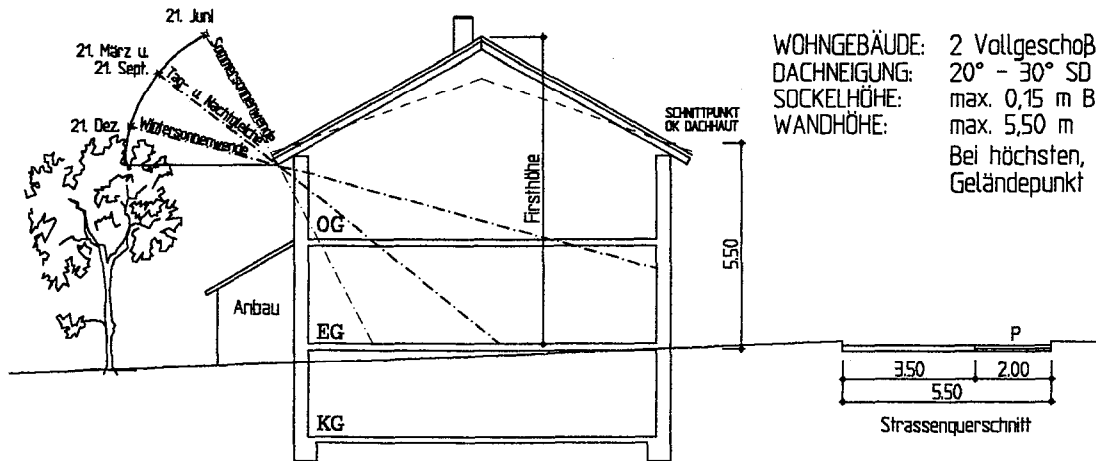 21. Juni
21. März u.
21. Sept.
21. Dez.
Sommersonnenwende
Tag- u. Nachtgleiche
Wintersonnenwende
WOHNGEBÄUDE: 2 Vollgeschoß
DACHNEIGUNG: 20° - 30° SD
SOCKELHÖHE: max. 0,15 m B
WANDHÖHE: max. 5,50 m
Bei höchsten,
Geländepunkt
SCHNITTPUNKT
OK DACHHAUT
Firsthöhe
OG
5.50
Anbau
EG
P
3.50 2.00
5.50
KG
Strassenquerschnitt